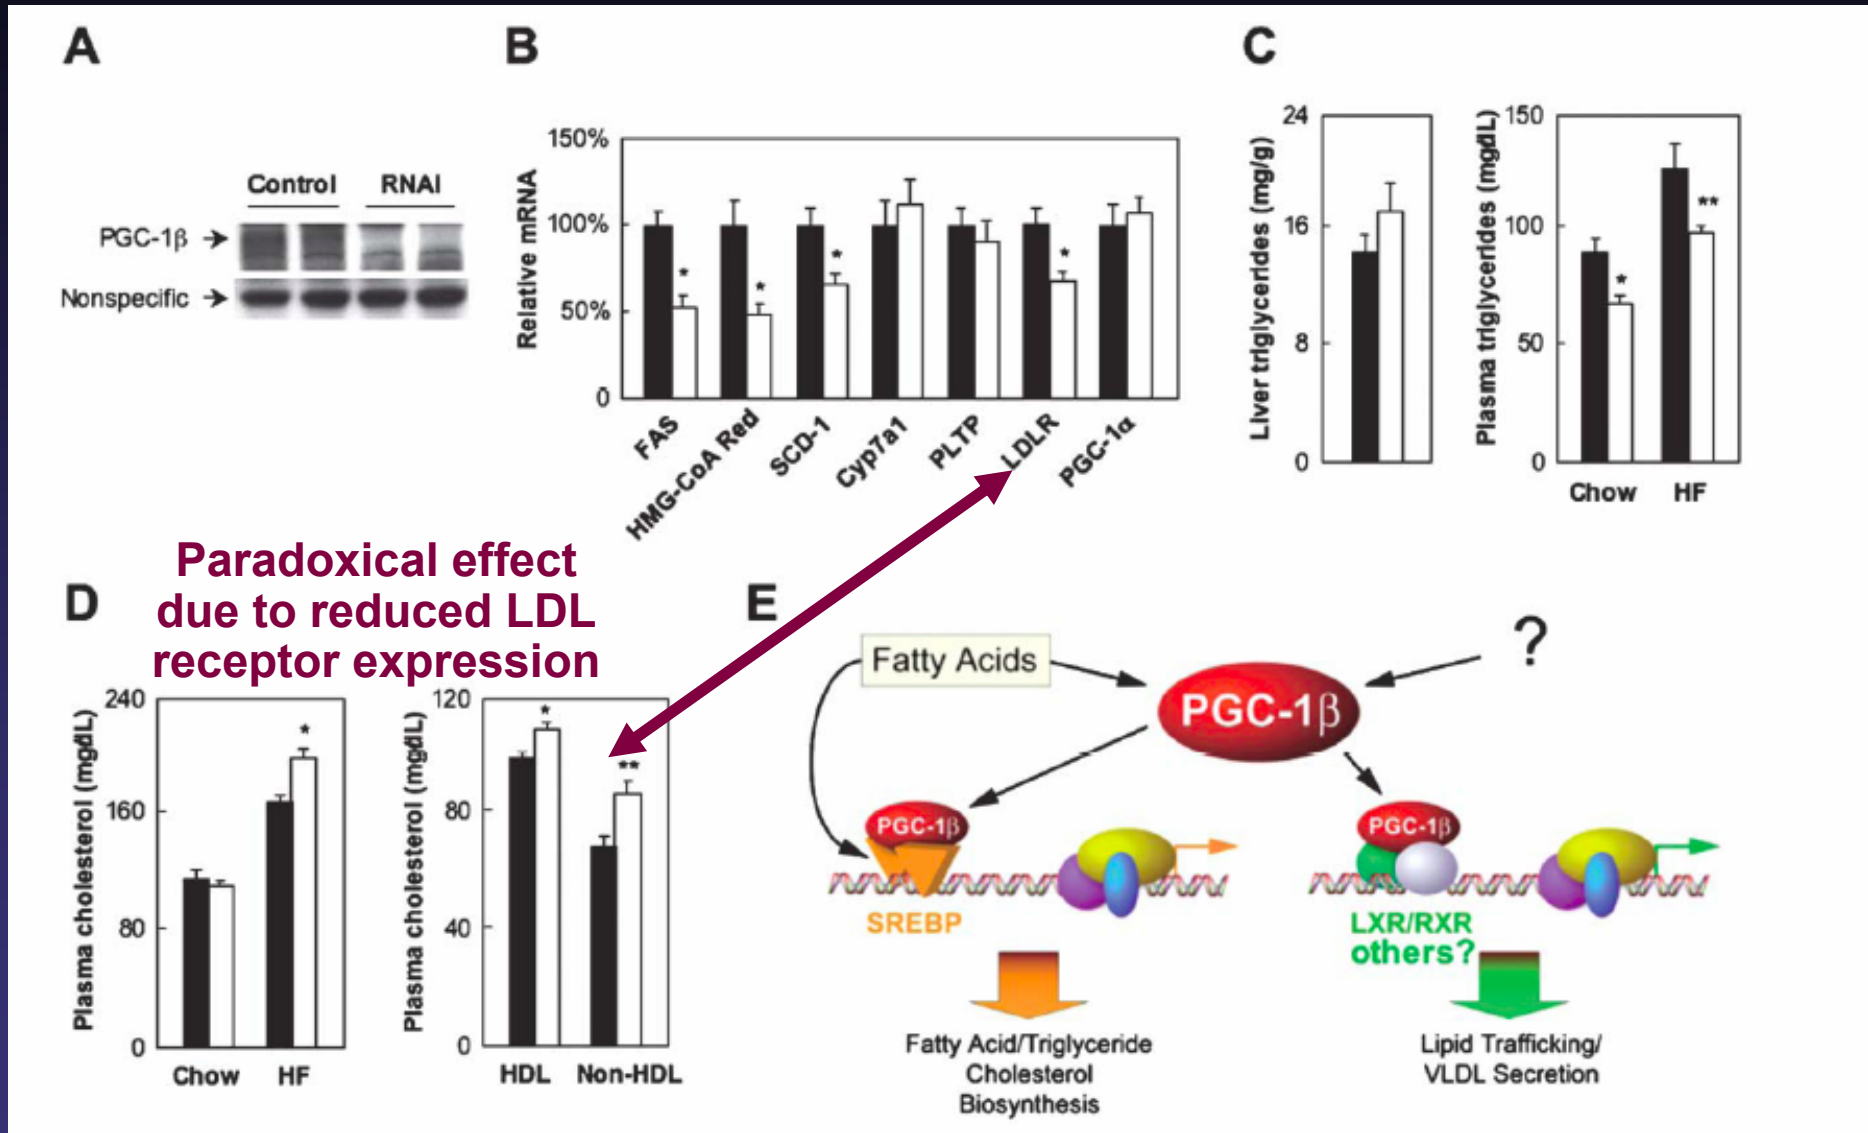 A
Control RNAi
PGC-1β
Nonspecific
B
Relative mRNA
150%
100%
50%
0
* * * *
FAS
HMG-CoA Red
SCD-1
Cyp7a1
PLTP
LDLR
PGC-1α
C
Liver triglycerides (mg/g)
24
16
8
0
Plasma triglycerides (mg/dL)
150
100
50
0
* **
Chow HF
Paradoxical effect
due to reduced LDL
receptor expression
D
Plasma cholesterol (mg/dL)
240
160
80
0
*
Chow HF
Plasma cholesterol (mg/dL)
120
80
40
0
* **
HDL Non-HDL
E
Fatty Acids
?
PGC-1β
PGC-1β
SREBP
Fatty Acid/Triglyceride
Cholesterol
Biosynthesis
PGC-1β
LXR/RXR
others?
Lipid Trafficking/
VLDL Secretion